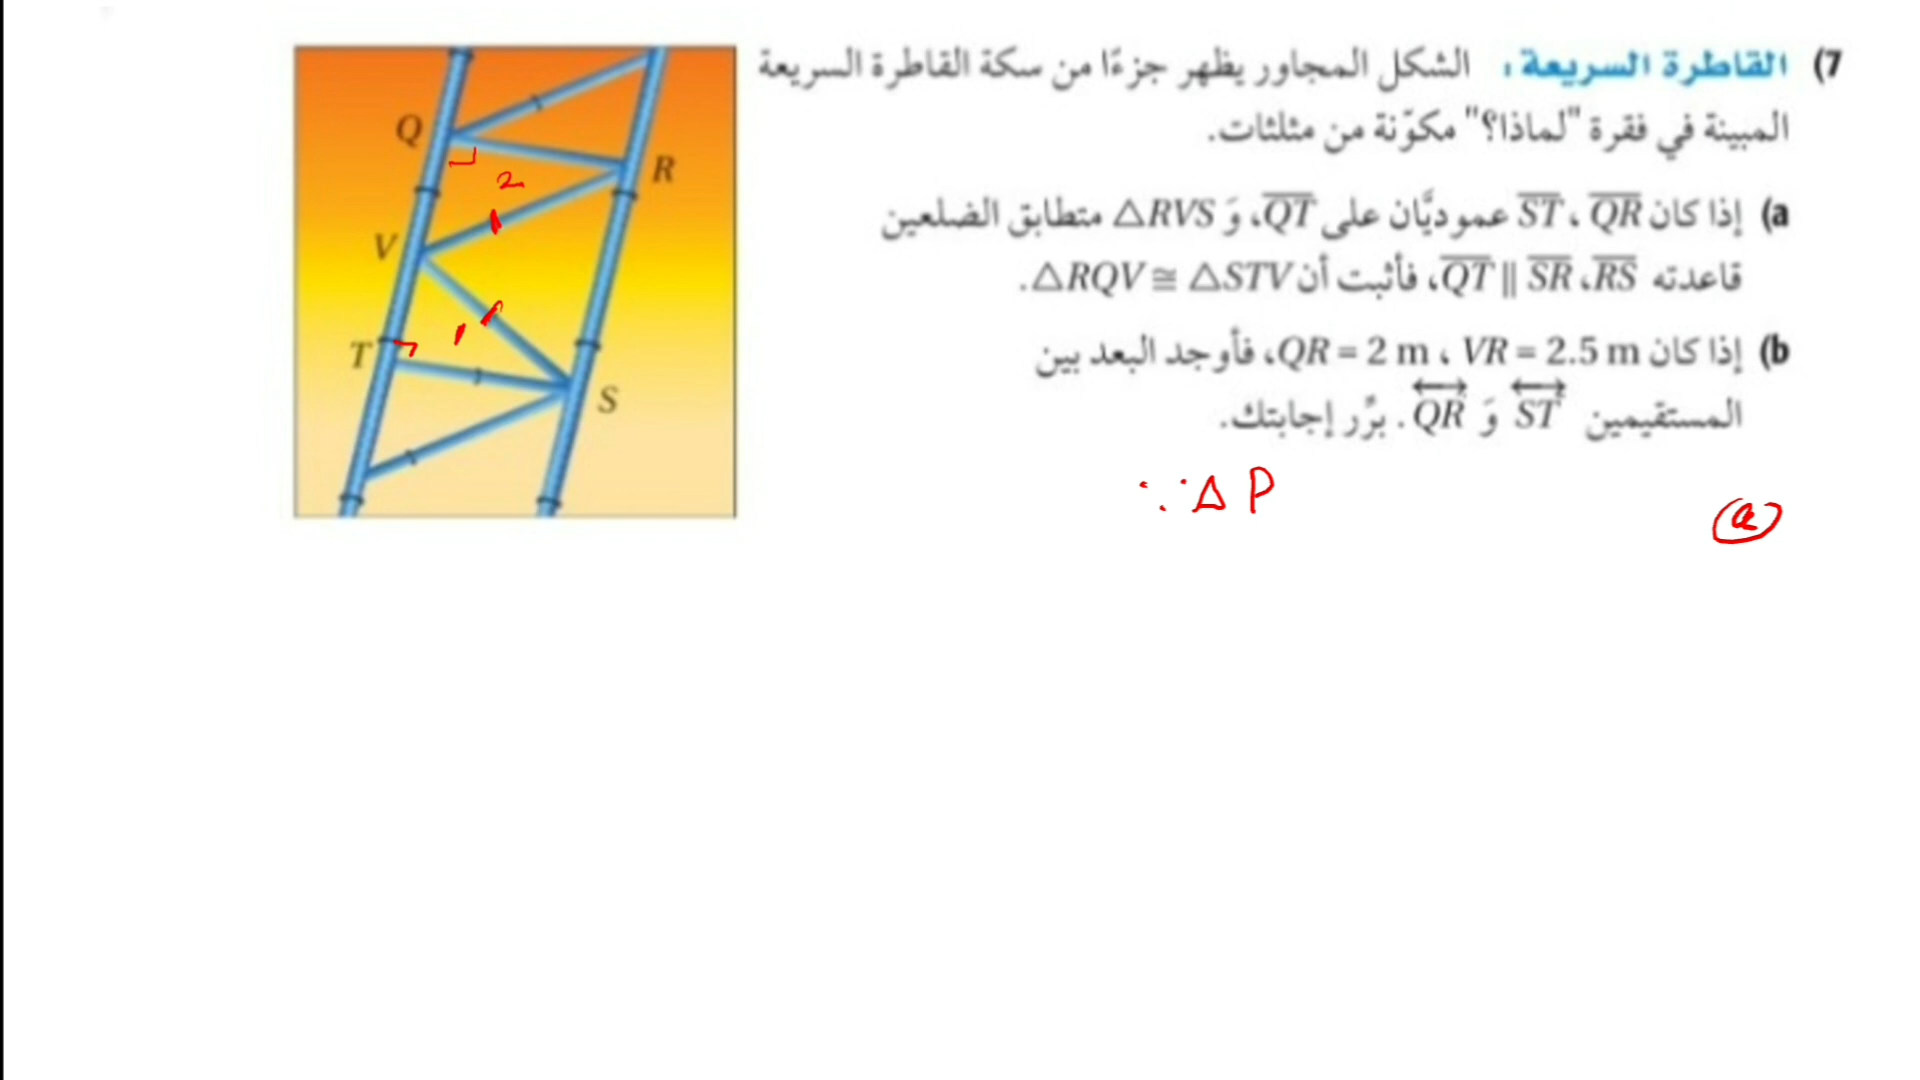 7) القاطرة السريعة: الشكل المجاور يظهر جزءًا من سكة القاطرة السريعة
المبينة في فقرة "لماذا؟" مكوّنة من مثلثات.
a) إذا كان QR، ST عموديَّان على QT، وَ △RVS متطابق الضلعين
قاعدته RS، QT || SR، فأثبت أن △RQV ≅ △STV.
b) إذا كان QR = 2 m ، VR = 2.5 m، فأوجد البعد بين
المستقيمين ST وَ QR. برِّر إجابتك.
Q
R
V
T
S
2
1
∵ Δ P
a